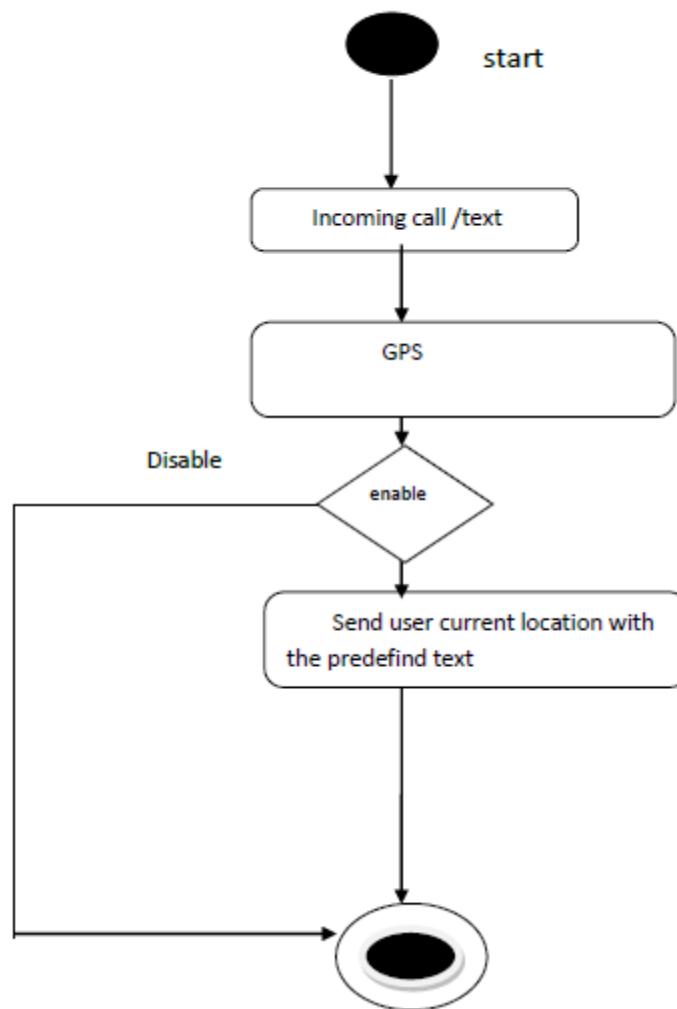 start
Incoming call /text
GPS
Disable
enable
Send user current location with
the predefind text